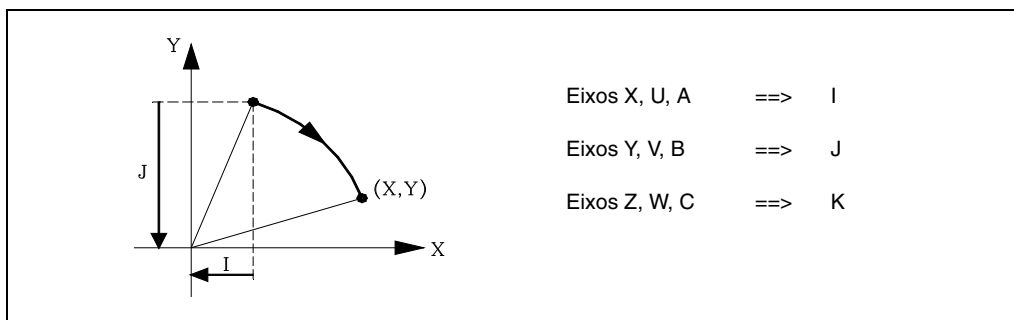 Y
J
(X,Y)
X
I
Eixos X, U, A ==> I
Eixos Y, V, B ==> J
Eixos Z, W, C ==> K